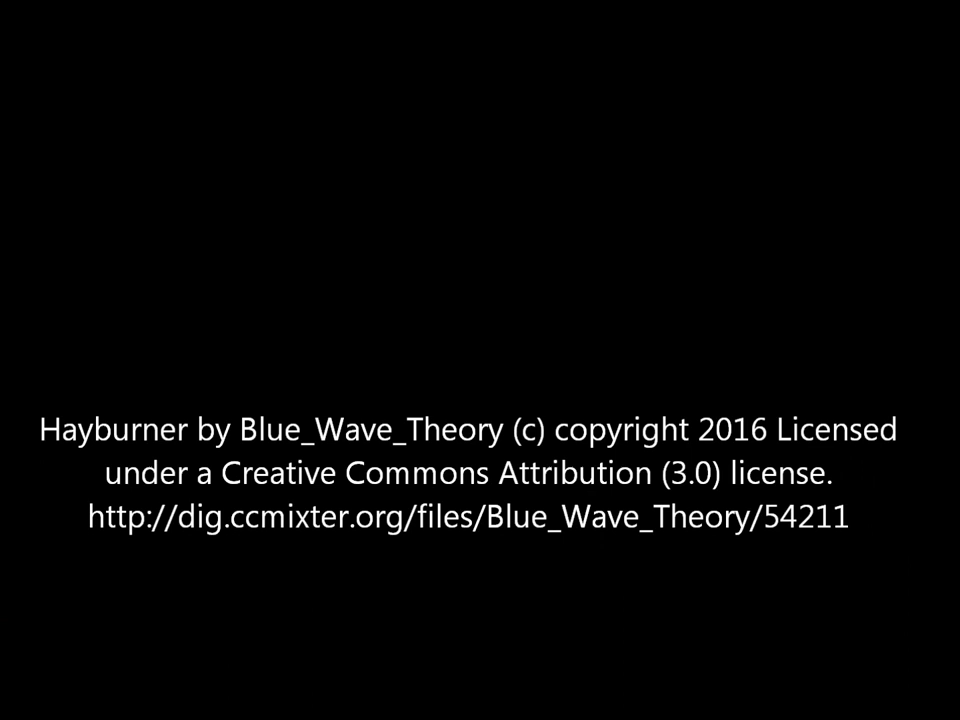 Hayburner by Blue_Wave_Theory (c) copyright 2016 Licensed
under a Creative Commons Attribution (3.0) license.
http://dig.ccmixter.org/files/Blue_Wave_Theory/54211